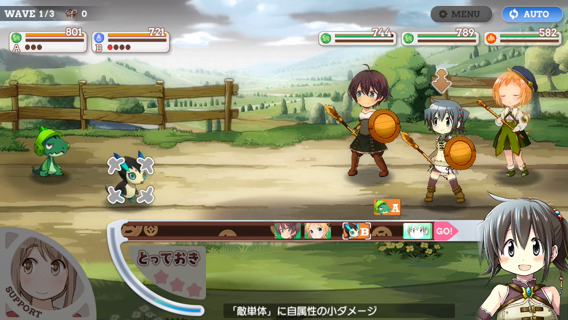 WAVE 1/3 0 MENU AUTO
801 721 744 789 582
A B
A
B GO!
とっておき
SUPPORT
「敵単体」に自属性の小ダメージ